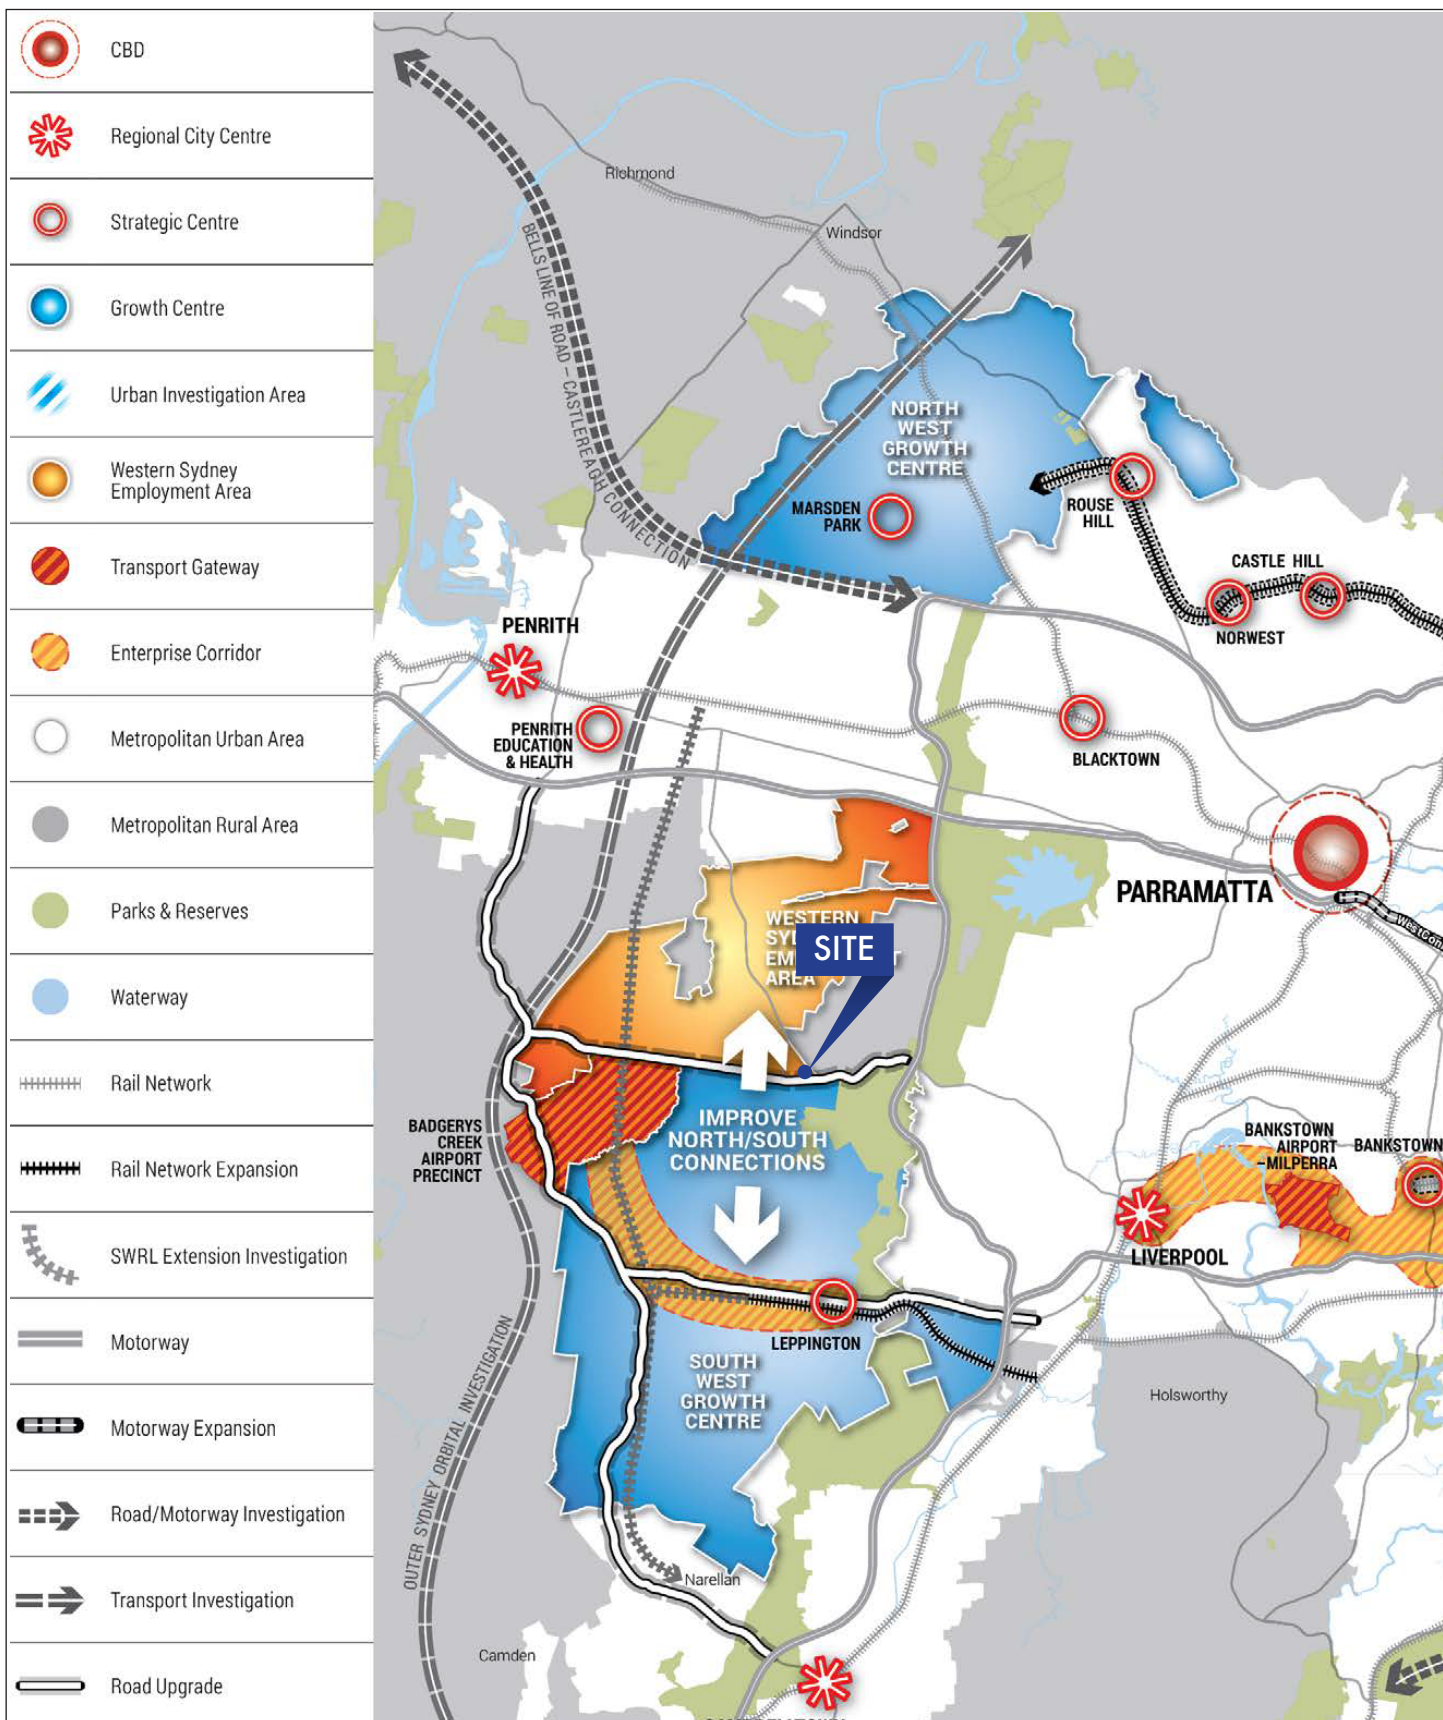 CBD
Regional City Centre
Strategic Centre
Growth Centre
Urban Investigation Area
Western Sydney
Employment Area
Transport Gateway
Enterprise Corridor
Metropolitan Urban Area
Metropolitan Rural Area
Parks & Reserves
Waterway
Rail Network
Rail Network Expansion
SWRL Extension Investigation
Motorway
Motorway Expansion
Road/Motorway Investigation
Transport Investigation
Road Upgrade
Richmond
Windsor
BELLS LINE OF ROAD – CASTLEREAGH CONNECTION
NORTH
WEST
GROWTH
CENTRE
MARSDEN
PARK
ROUSE
HILL
CASTLE HILL
NORWEST
PENRITH
PENRITH
EDUCATION
& HEALTH
BLACKTOWN
PARRAMATTA
WESTERN
AREA
SITE
IMPROVE
NORTH/SOUTH
CONNECTIONS
BADGERYS
CREEK
AIRPORT
PRECINCT
BANKSTOWN
AIRPORT
–MILPERRA
BANKSTOWN
LIVERPOOL
LEPPINGTON
SOUTH
WEST
GROWTH
CENTRE
Holsworthy
OUTER SYDNEY ORBITAL INVESTIGATION
Narellan
Camden